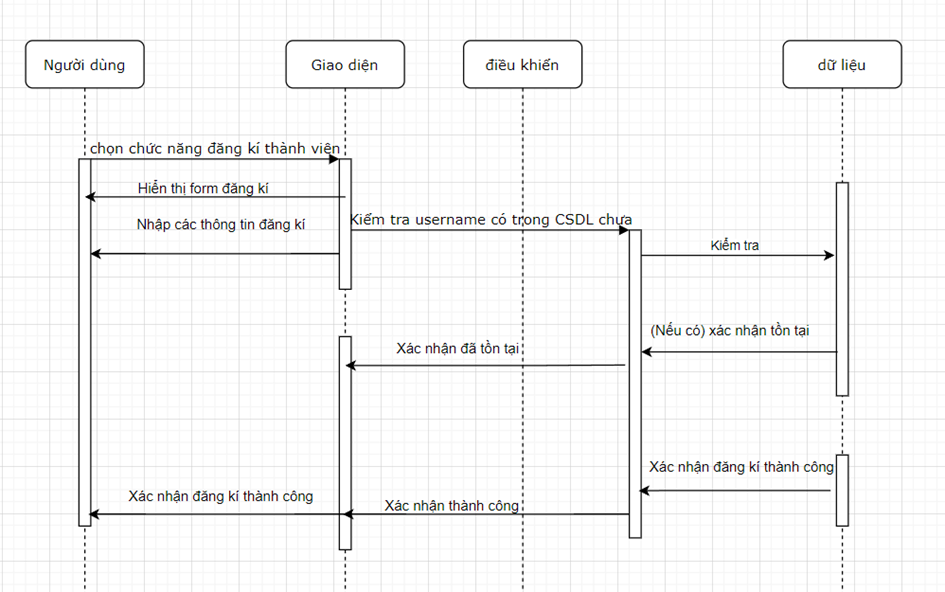 Người dùng
Giao diện
điều khiển
dữ liệu
chọn chức năng đăng kí thành viên
Hiển thị form đăng kí
Nhập các thông tin đăng kí
Kiểm tra username có trong CSDL chưa
Kiểm tra
(Nếu có) xác nhận tồn tại
Xác nhận đã tồn tại
Xác nhận đăng kí thành công
Xác nhận đăng kí thành công
Xác nhận thành công